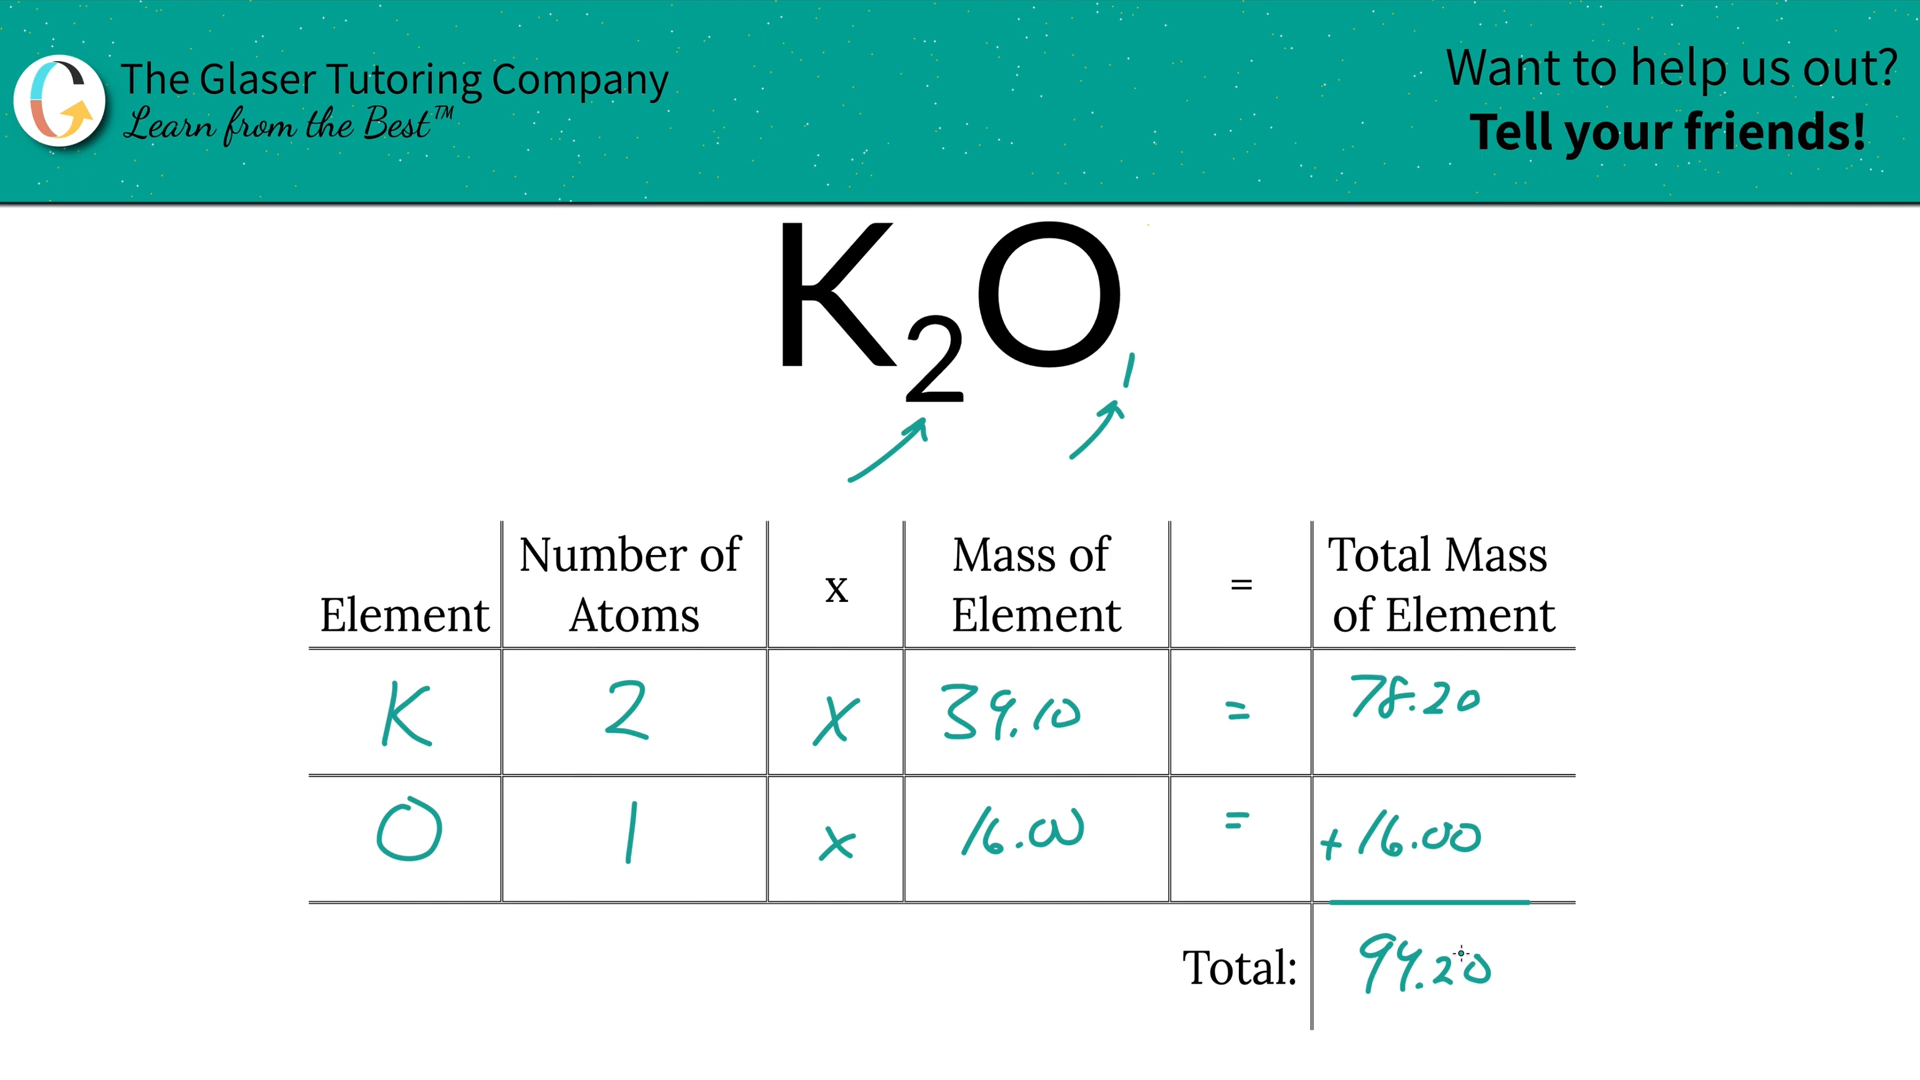 The Glaser Tutoring Company
Learn from the Best™
Want to help us out?
Tell your friends!
K₂O₁
Element | Number of Atoms | x | Mass of Element | = | Total Mass of Element
K | 2 | x | 39.10 | = | 78.20
O | 1 | x | 16.00 | = | +16.00
Total: 94.20